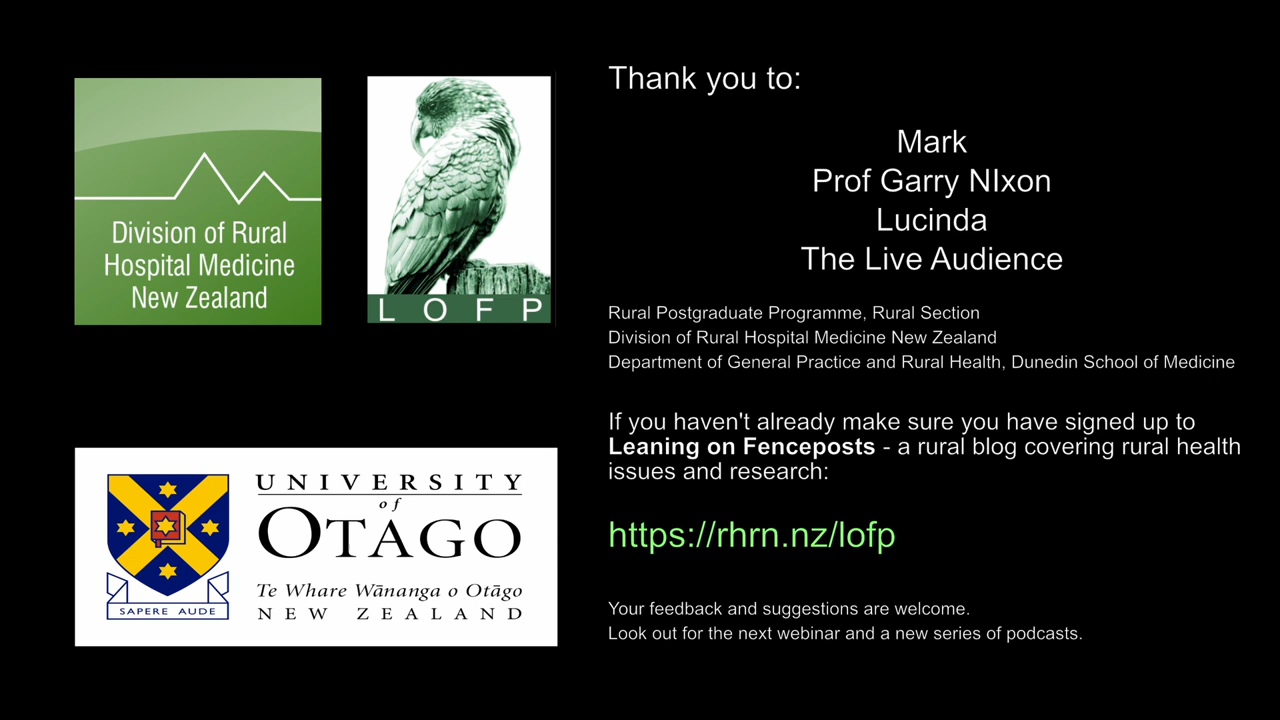 Division of Rural
Hospital Medicine
New Zealand
LOFP
Thank you to:
Mark
Prof Garry NIxon
Lucinda
The Live Audience
Rural Postgraduate Programme, Rural Section
Division of Rural Hospital Medicine New Zealand
Department of General Practice and Rural Health, Dunedin School of Medicine
If you haven't already make sure you have signed up to
Leaning on Fenceposts - a rural blog covering rural health
issues and research:
https://rhrn.nz/lofp
Your feedback and suggestions are welcome.
Look out for the next webinar and a new series of podcasts.
SAPERE AUDE
UNIVERSITY
of
OTAGO
Te Whare Wānanga o Otāgo
NEW ZEALAND